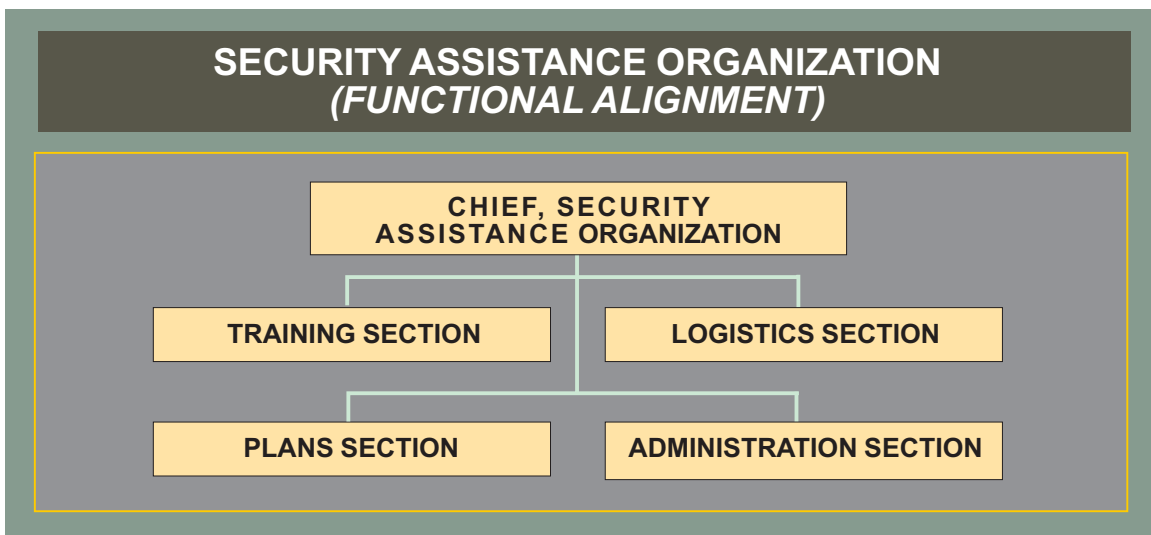 SECURITY ASSISTANCE ORGANIZATION
(FUNCTIONAL ALIGNMENT)
CHIEF, SECURITY
ASSISTANCE ORGANIZATION
TRAINING SECTION
LOGISTICS SECTION
PLANS SECTION
ADMINISTRATION SECTION